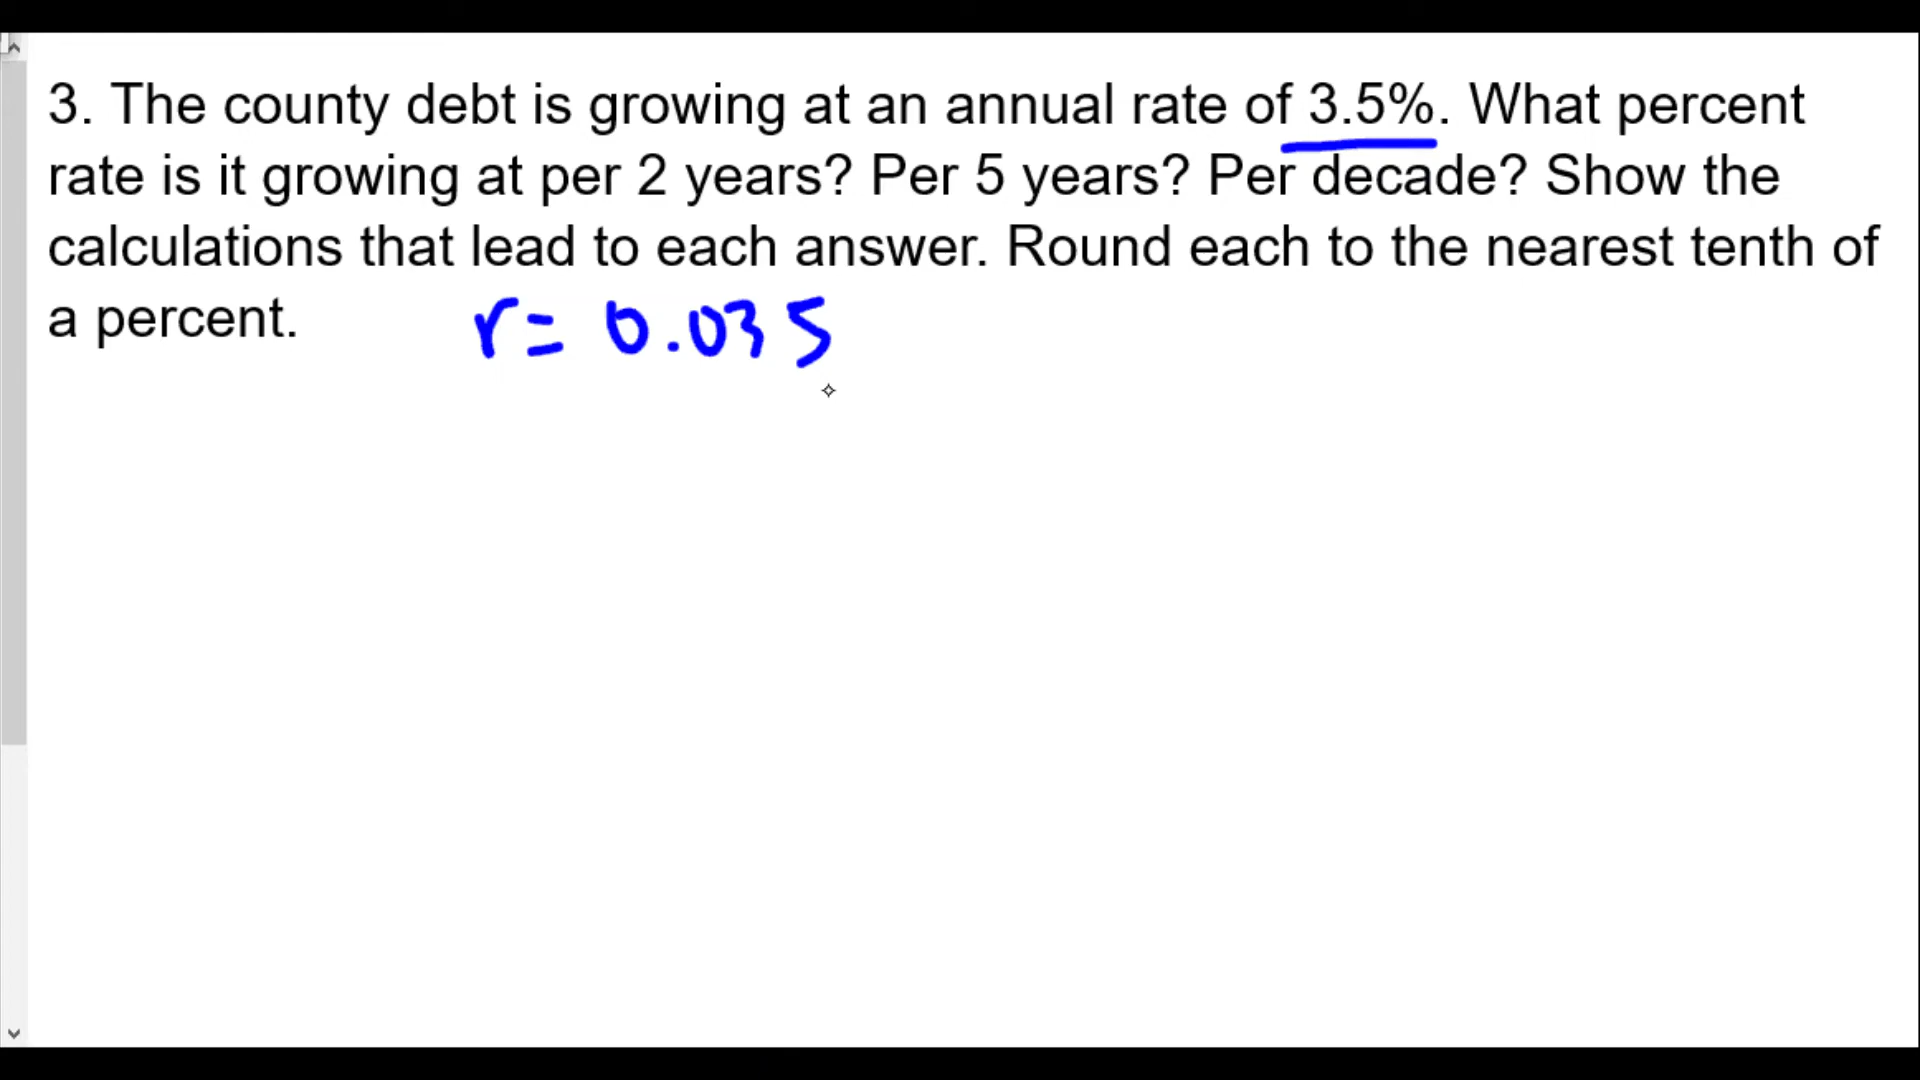 3. The county debt is growing at an annual rate of 3.5%. What percent
rate is it growing at per 2 years? Per 5 years? Per decade? Show the
calculations that lead to each answer. Round each to the nearest tenth of
a percent.
r = 0.035